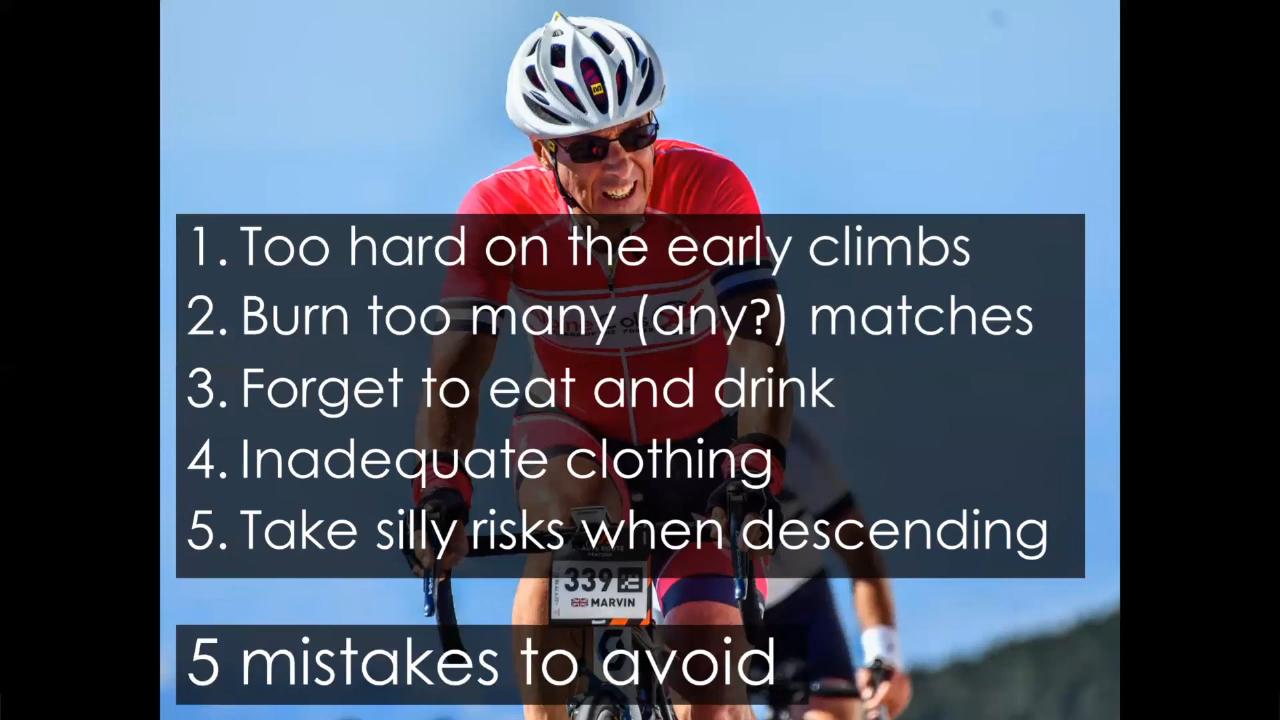 1. Too hard on the early climbs
2. Burn too many (any?) matches
3. Forget to eat and drink
4. Inadequate clothing
5. Take silly risks when descending
339
MARVIN
5 mistakes to avoid